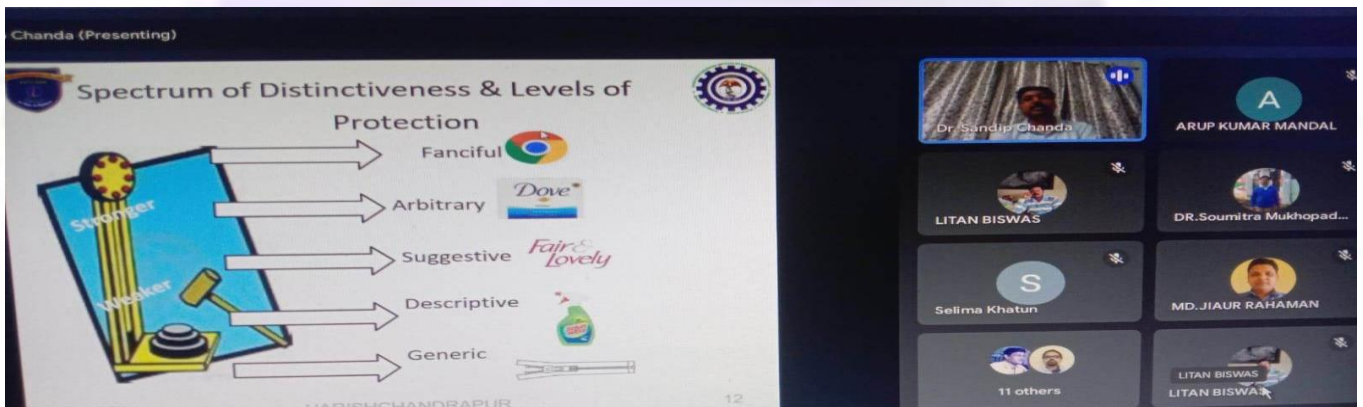 Chanda (Presenting)
Spectrum of Distinctiveness & Levels of
Protection
Fanciful
Arbitrary
Dove
Suggestive
Fair &
Lovely
Descriptive
Generic
Stronger
Weaker
HARISHCHANDRAPUR
12
Dr. Sandip Chanda
A
ARUP KUMAR MANDAL
LITAN BISWAS
DR.Soumitra Mukhopad...
S
Selima Khatun
MD.JIAUR RAHAMAN
11 others
LITAN BISWAS
LITAN BISWAS